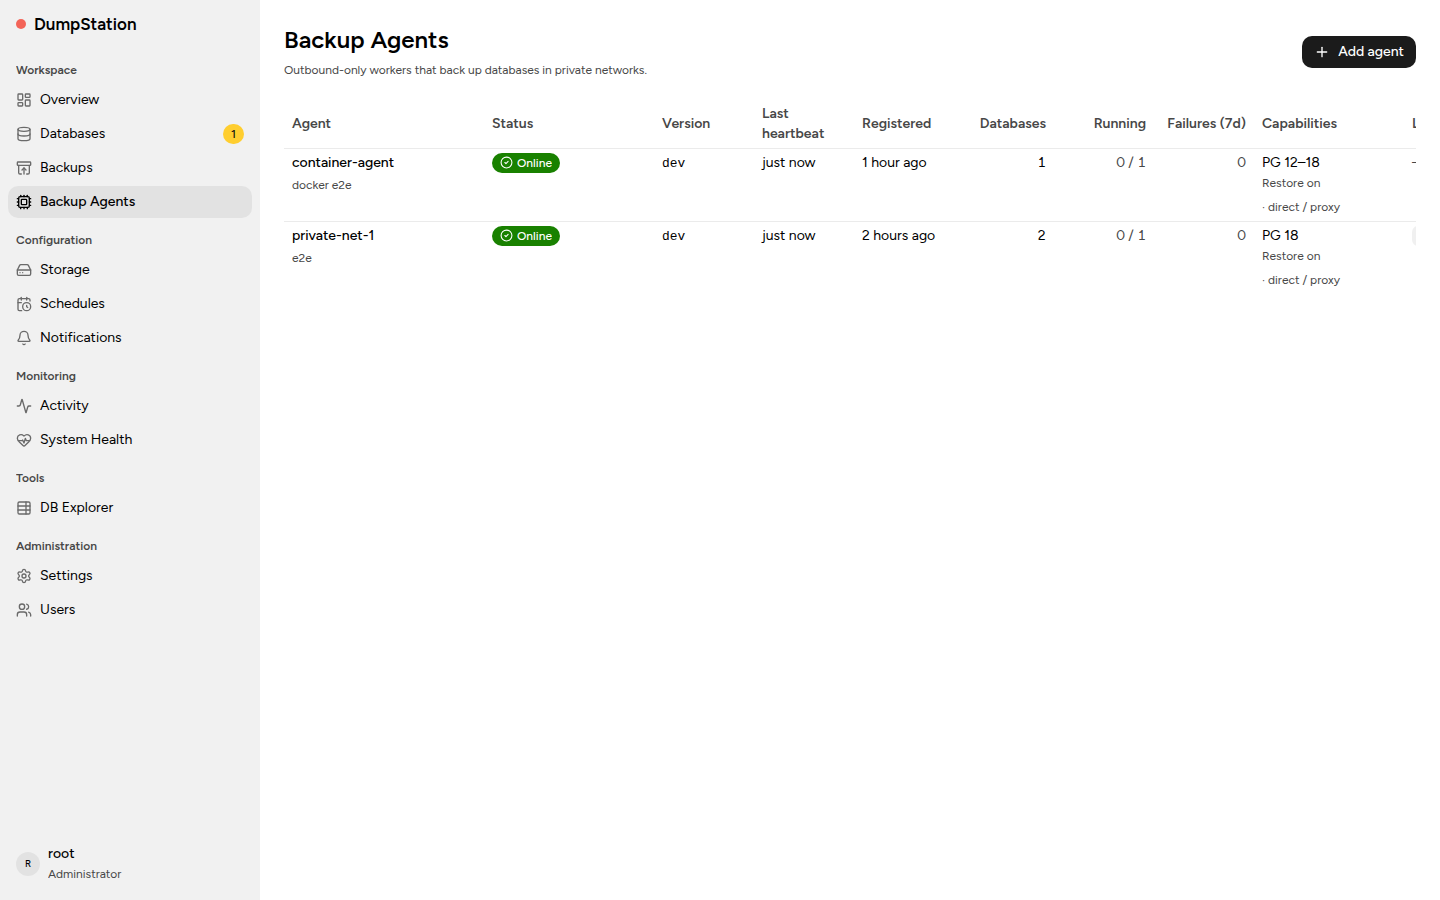 DumpStation
Workspace
Overview
Databases 1
Backups
Backup Agents
Configuration
Storage
Schedules
Notifications
Monitoring
Activity
System Health
Tools
DB Explorer
Administration
Settings
Users
R
root
Administrator
Backup Agents
Outbound-only workers that back up databases in private networks.
Add agent
Agent Status Version Last heartbeat Registered Databases Running Failures (7d) Capabilities
container-agent Online dev just now 1 hour ago 1 0 / 1 0 PG 12–18
docker e2e Restore on
· direct / proxy
private-net-1 Online dev just now 2 hours ago 2 0 / 1 0 PG 18
e2e Restore on
· direct / proxy